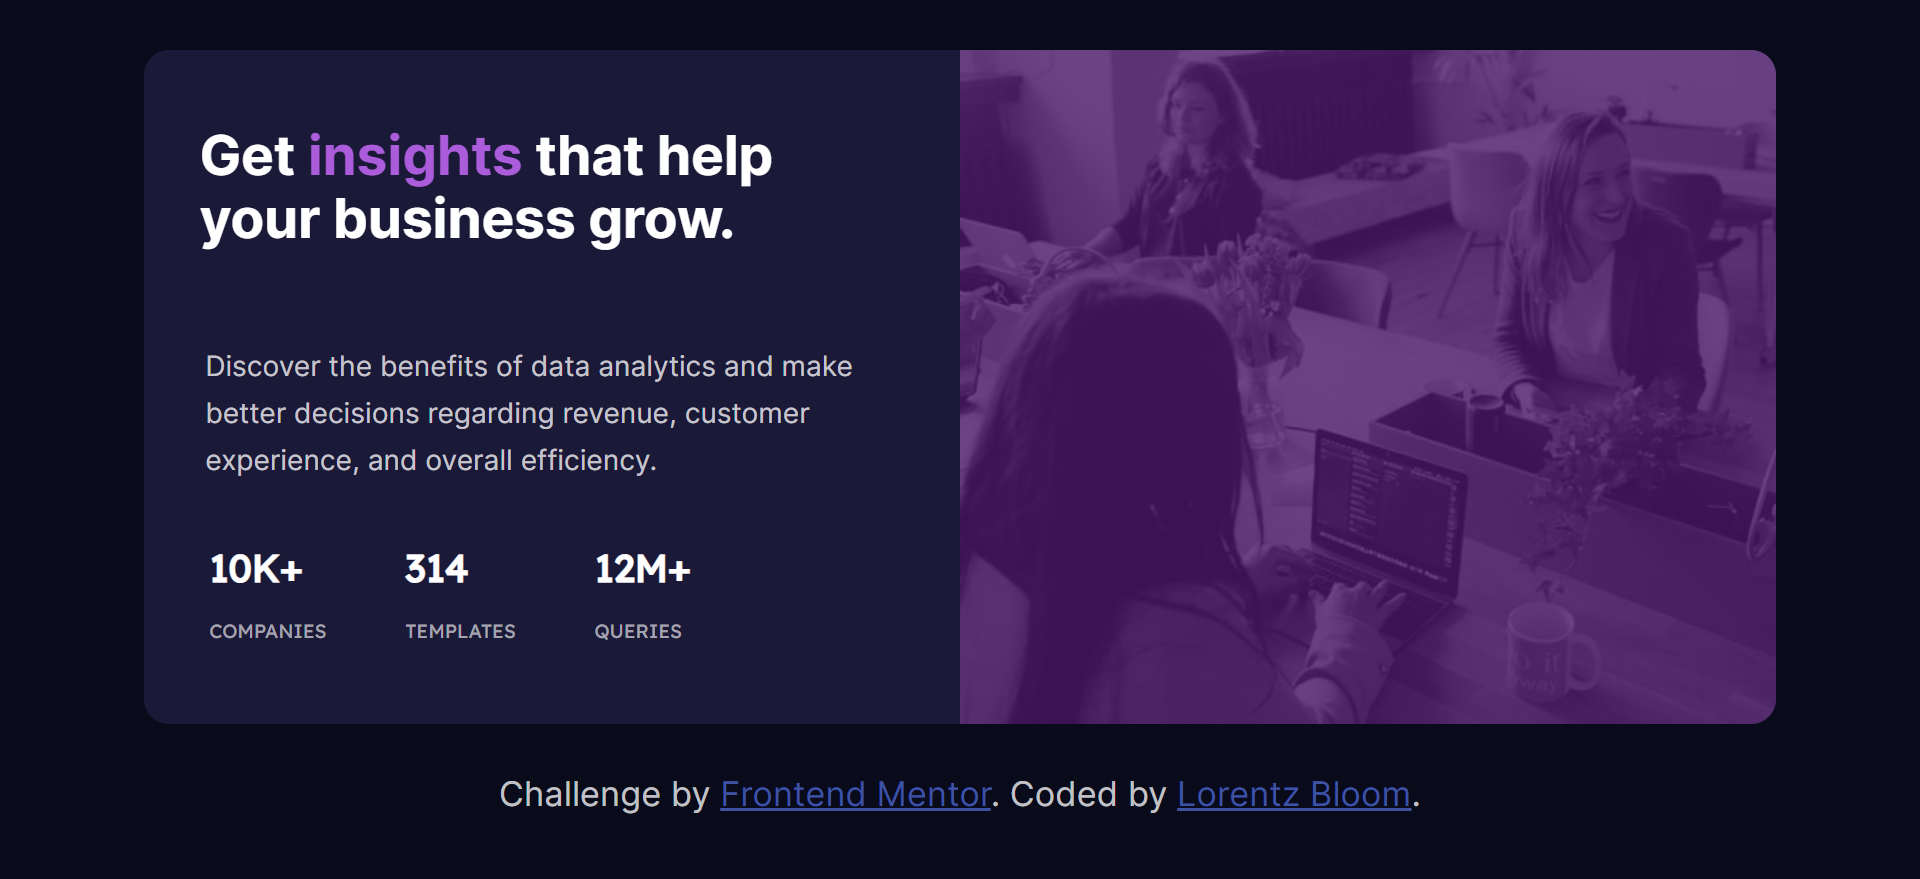 Get insights that help
your business grow.
Discover the benefits of data analytics and make
better decisions regarding revenue, customer
experience, and overall efficiency.
10K+ 314 12M+
COMPANIES TEMPLATES QUERIES
Challenge by Frontend Mentor. Coded by Lorentz Bloom.